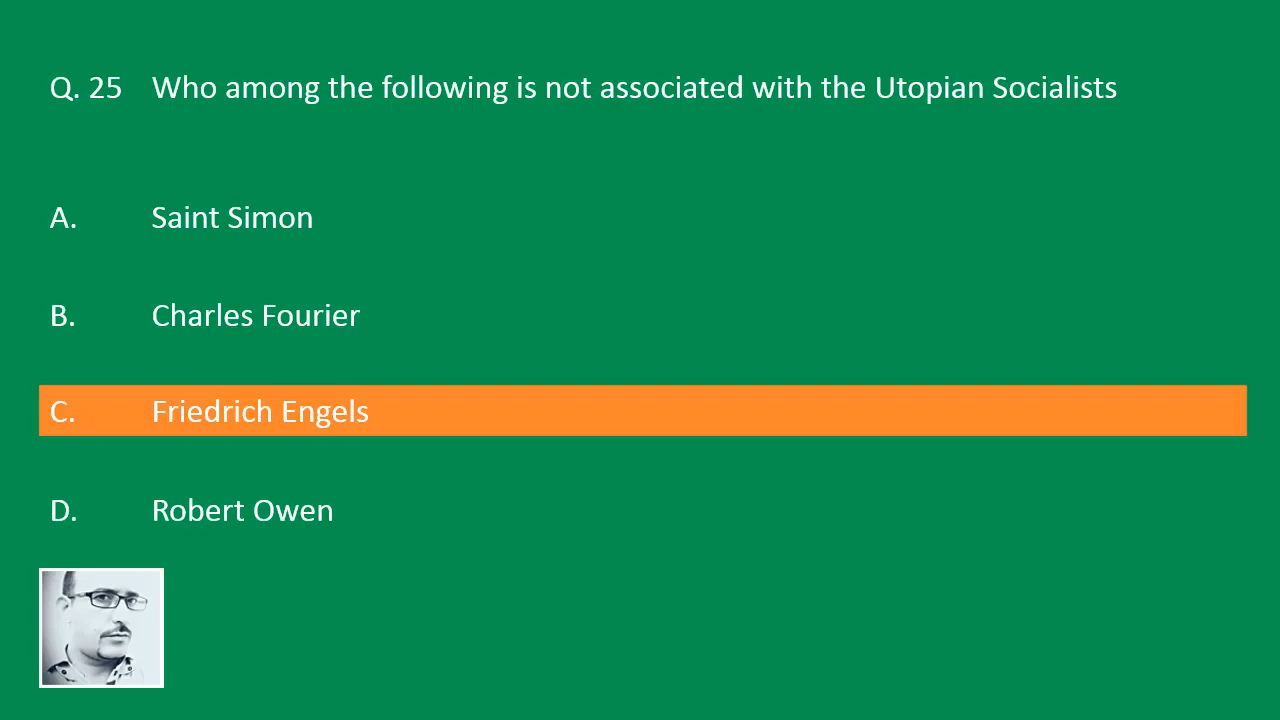 Q. 25 Who among the following is not associated with the Utopian Socialists
A. Saint Simon
B. Charles Fourier
C. Friedrich Engels
D. Robert Owen